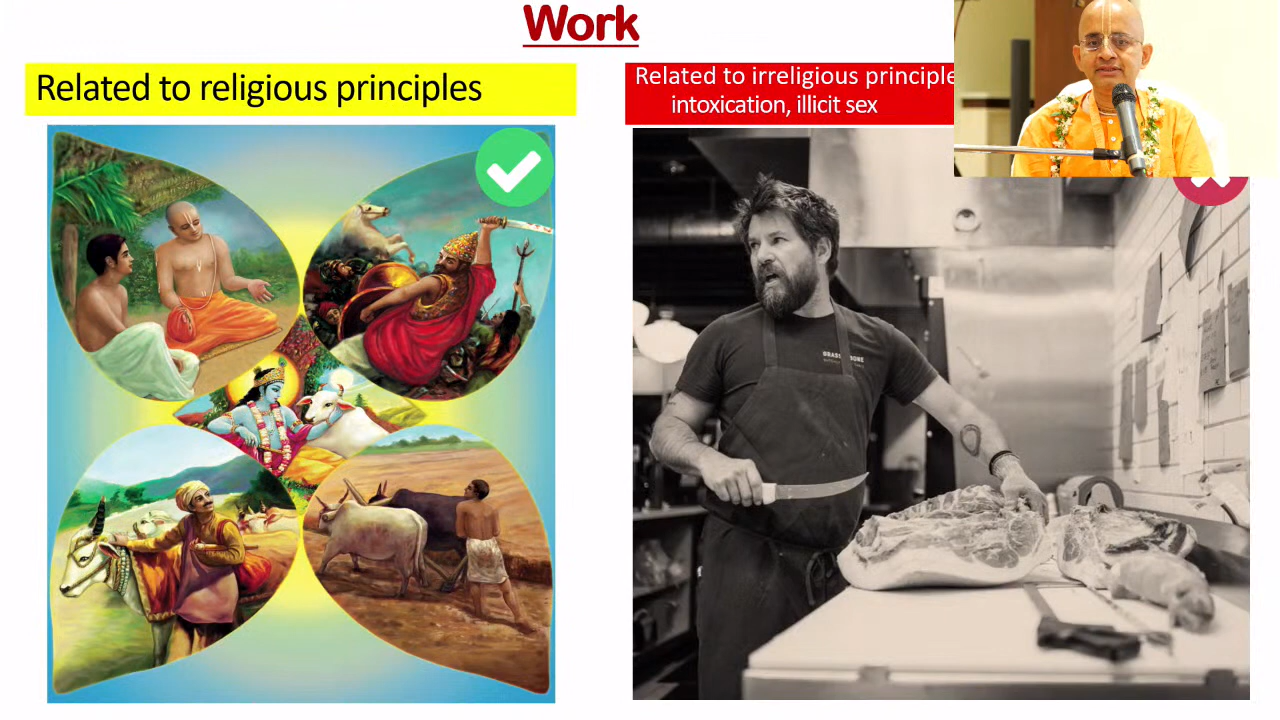 Work
Related to religious principles
Related to irreligious principle
intoxication, illicit sex